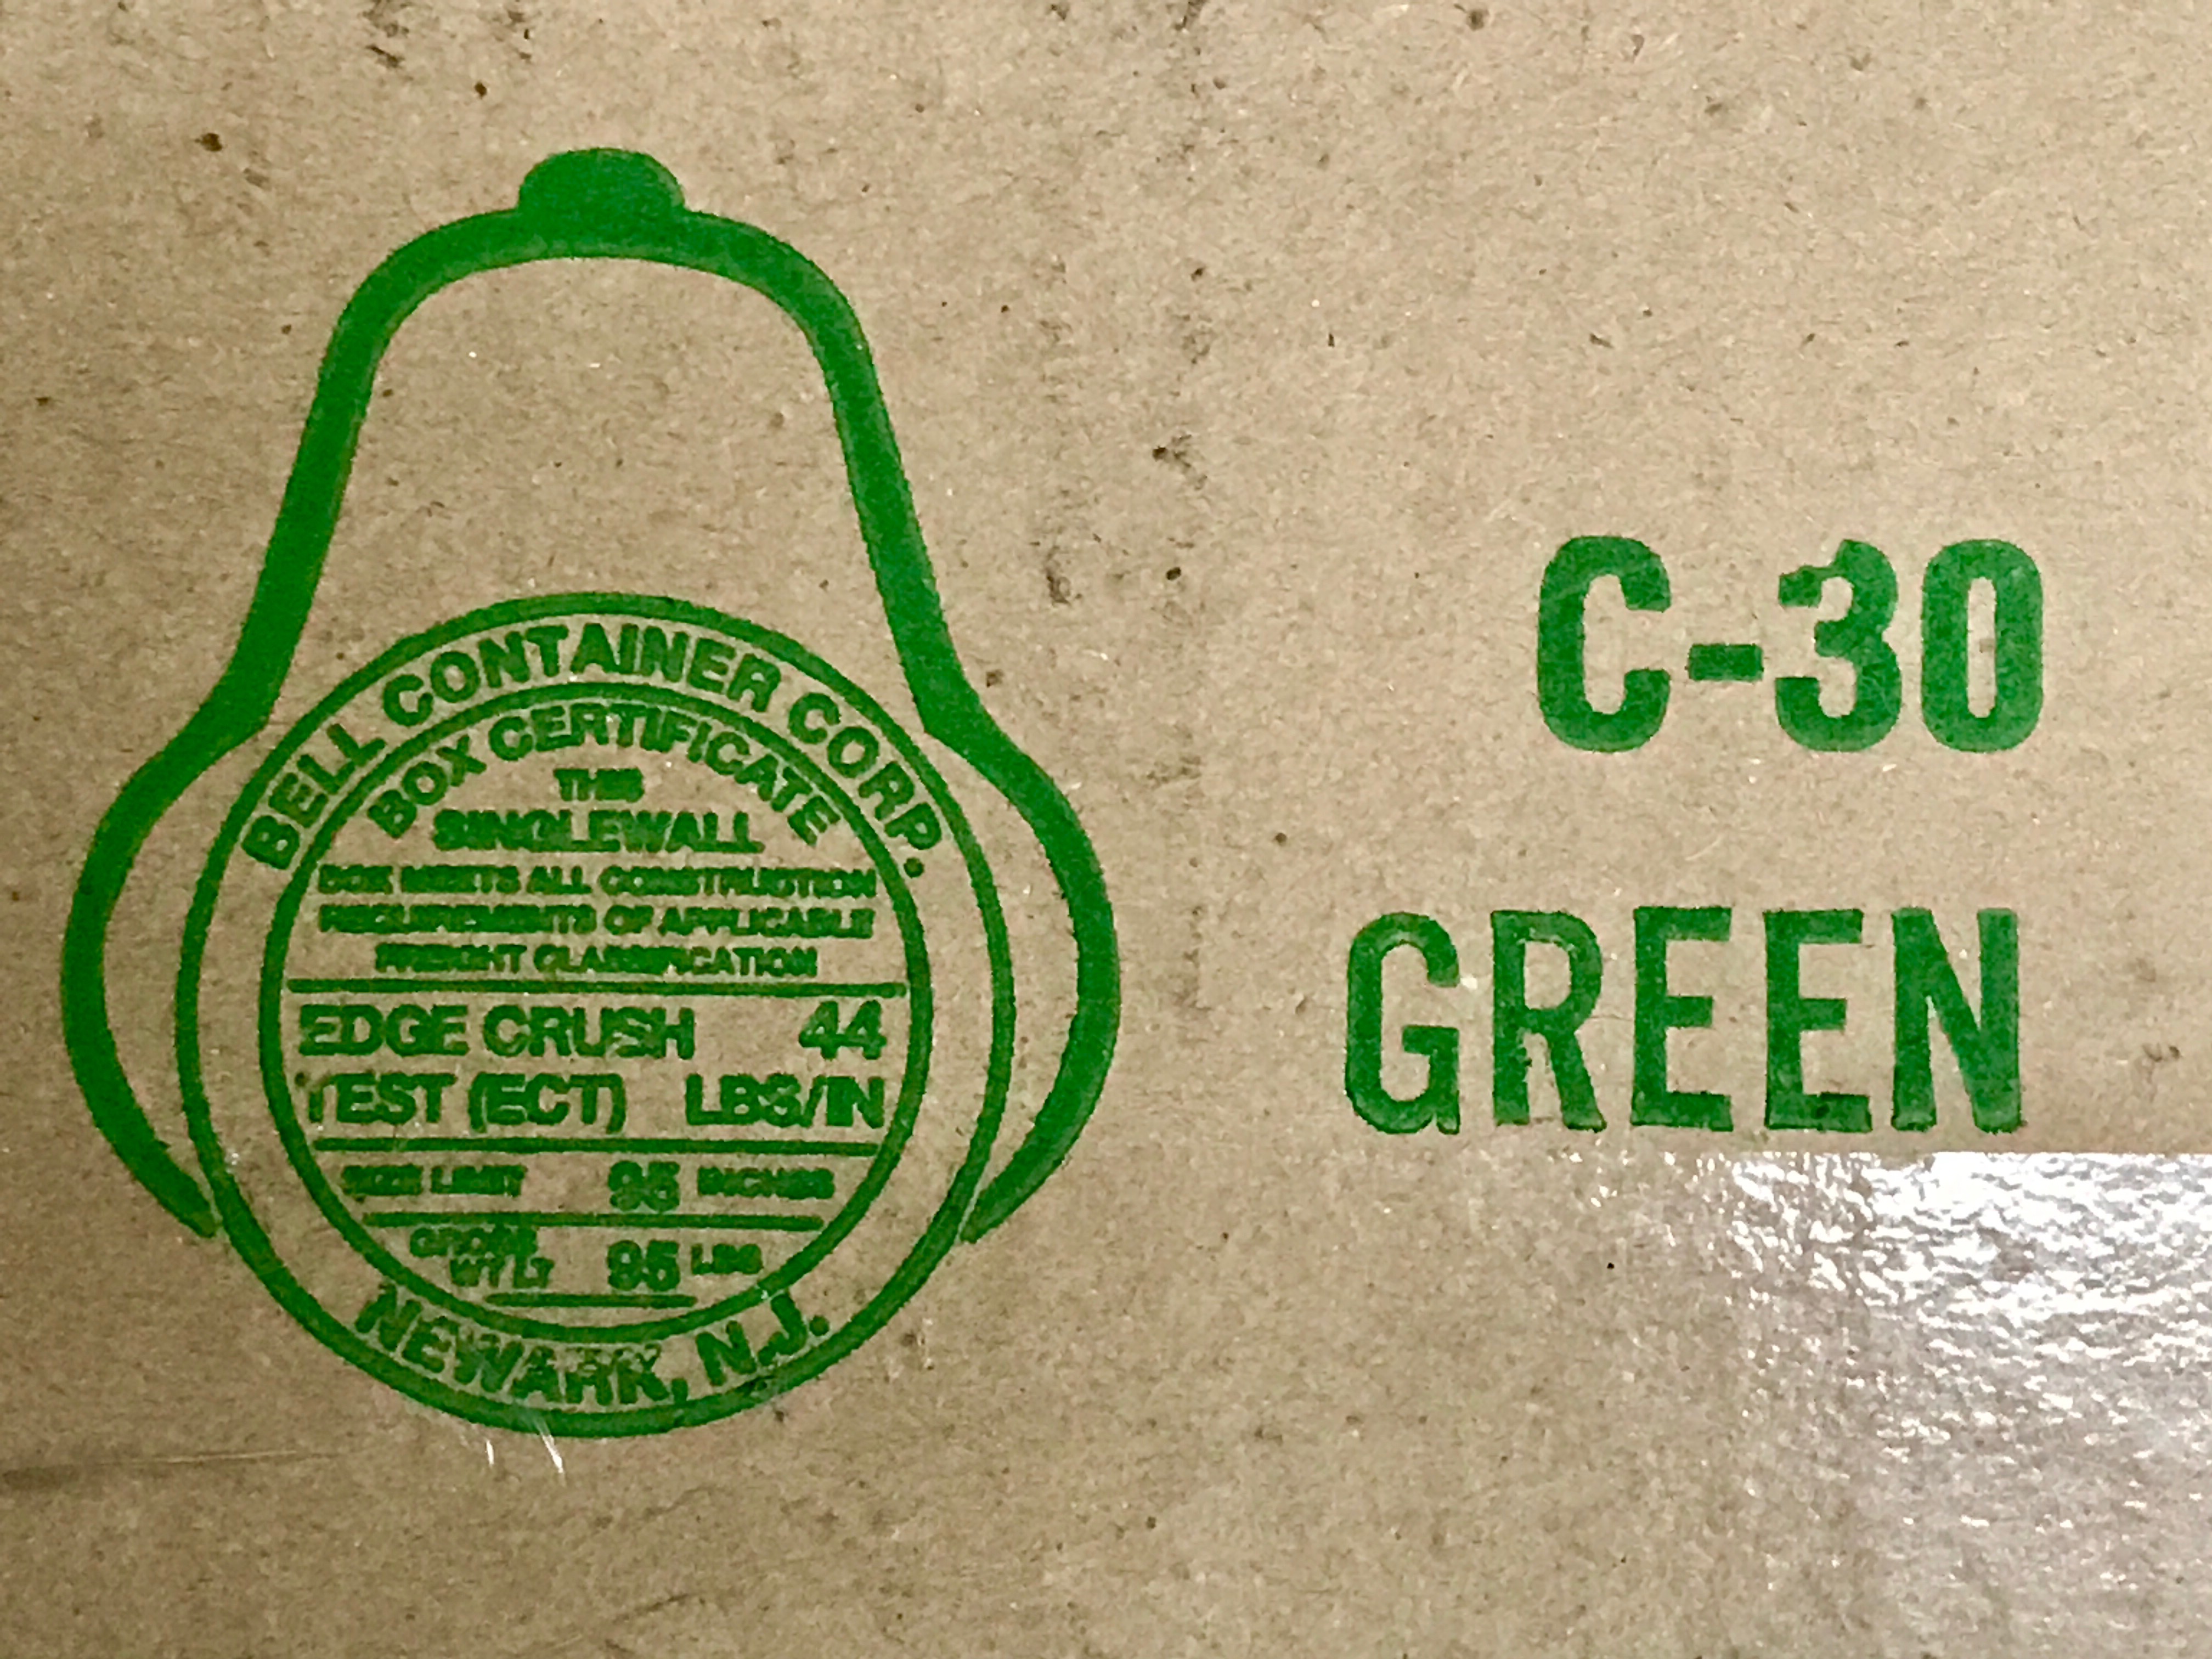 BELL CONTAINER CORP.
BOX CERTIFICATE
THIS
SINGLEWALL
BOX MEETS ALL CONSTRUCTION
REQUIREMENTS OF APPLICABLE
FREIGHT CLASSIFICATION
EDGE CRUSH 44
TEST (ECT) LBS/IN
SIZE LIMIT 95 INCHES
GROSS
WT LT 95 LBS
NEWARK, N.J.
C-30
GREEN